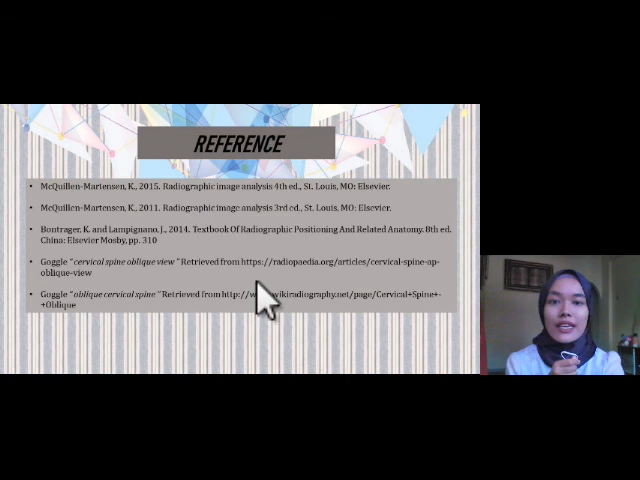 REFERENCE
• McQuillen-Martensen, K., 2015. Radiographic image analysis 4th ed., St. Louis, MO: Elsevier.
• McQuillen-Martensen, K., 2011. Radiographic image analysis 3rd ed., St. Louis, MO: Elsevier.
• Bontrager, K. and Lampignano, J., 2014. Textbook Of Radiographic Positioning And Related Anatomy. 8th ed.
China: Elsevier Mosby, pp. 310
• Goggle "cervical spine oblique view" Retrieved from https://radiopaedia.org/articles/cervical-spine-ap-
oblique-view
• Goggle "oblique cervical spine" Retrieved from
+Oblique